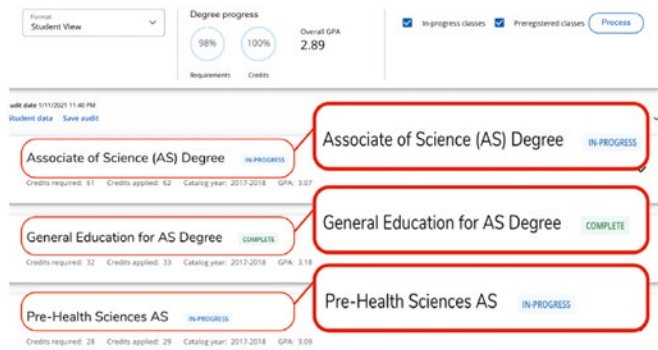 Format
Student View
Degree progress
98%
100%
Requirements
Credits
Overall GPA
2.89
In-progress classes
Preregistered classes
Process
udit date 1/11/2021 11:40 PM
Student data Save audit
Associate of Science (AS) Degree IN-PROGRESS
Associate of Science (AS) Degree IN-PROGRESS
Credits required: 61 Credits applied: 62 Catalog year: 2017-2018 GPA: 3.07
General Education for AS Degree COMPLETE
General Education for AS Degree COMPLETE
Credits required: 32 Credits applied: 33 Catalog year: 2017-2018 GPA: 3.18
Pre-Health Sciences AS IN-PROGRESS
Pre-Health Sciences AS IN-PROGRESS
Credits required: 28 Credits applied: 29 Catalog year: 2017-2018 GPA: 3.09